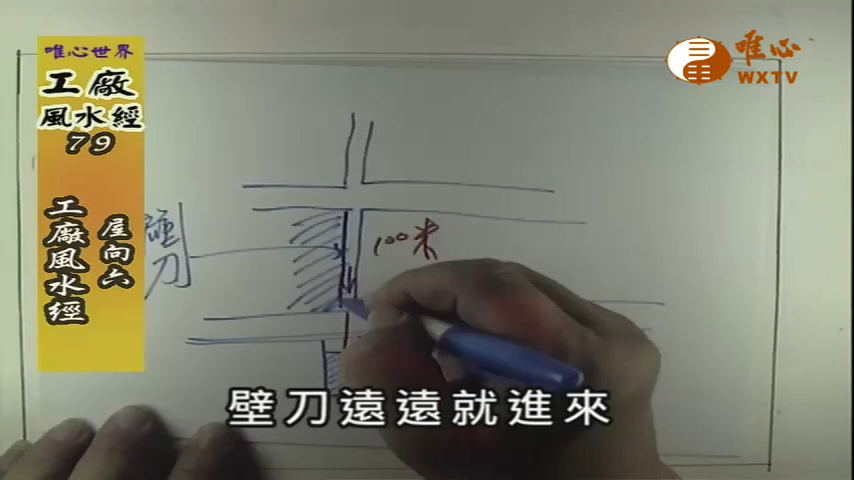 唯心世界
工廠
風水經
79
屋向六
工廠風水經
唯心
WXTV
壁刀
100米
壁刀遠遠就進來